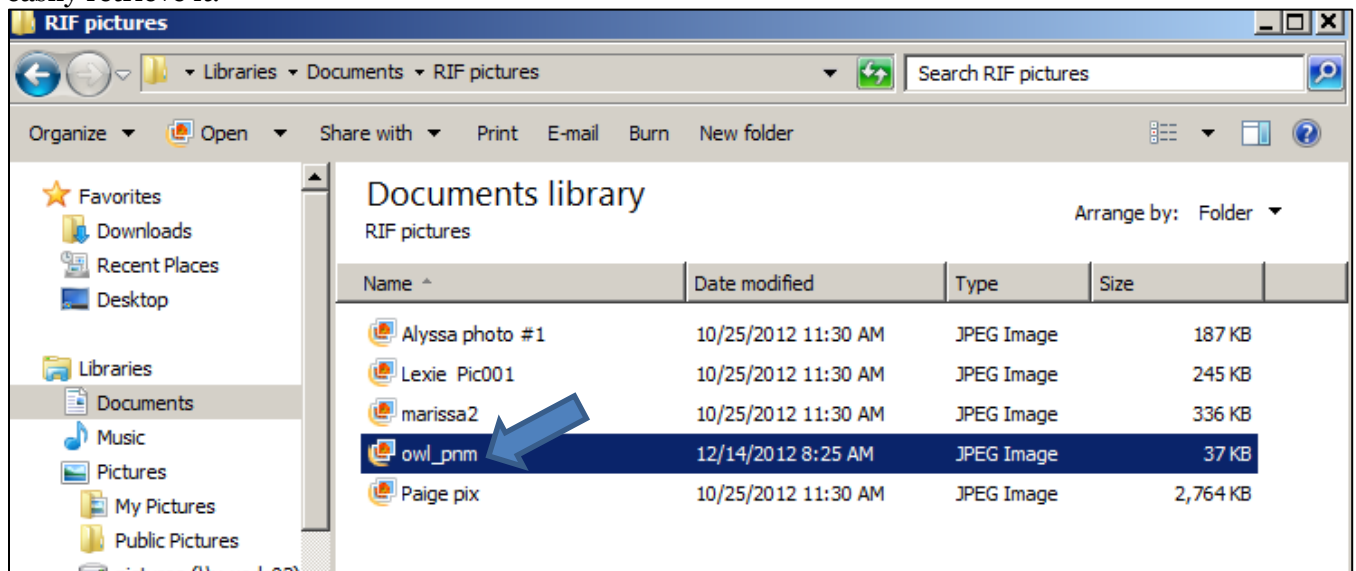 easily retrieve it.
RIF pictures
Libraries Documents RIF pictures Search RIF pictures
Organize Open Share with Print E-mail Burn New folder
Favorites
Downloads
Recent Places
Desktop
Libraries
Documents
Music
Pictures
My Pictures
Public Pictures
Documents library
RIF pictures
Arrange by: Folder
Name Date modified Type Size
Alyssa photo #1 10/25/2012 11:30 AM JPEG Image 187 KB
Lexie Pic001 10/25/2012 11:30 AM JPEG Image 245 KB
marissa2 10/25/2012 11:30 AM JPEG Image 336 KB
owl_pnm 12/14/2012 8:25 AM JPEG Image 37 KB
Paige pix 10/25/2012 11:30 AM JPEG Image 2,764 KB